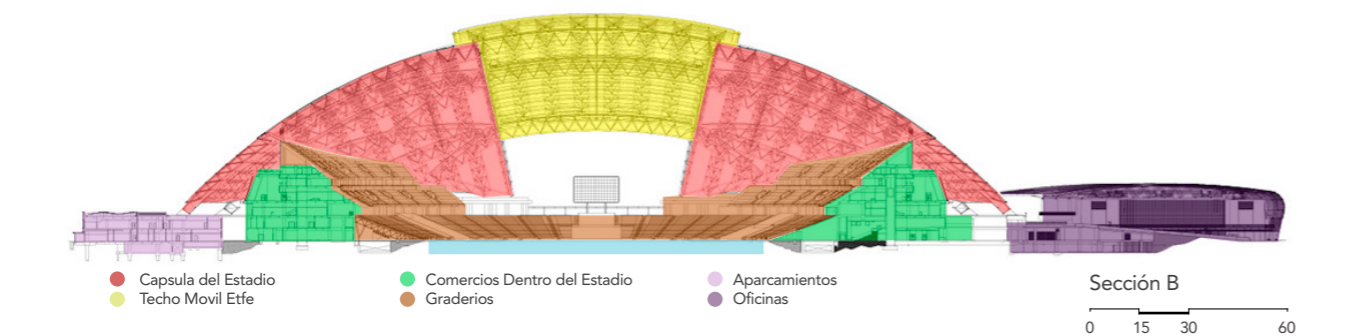 Capsula del Estadio
Techo Movil Etfe
Comercios Dentro del Estadio
Graderios
Aparcamientos
Oficinas
Sección B
0 15 30 60